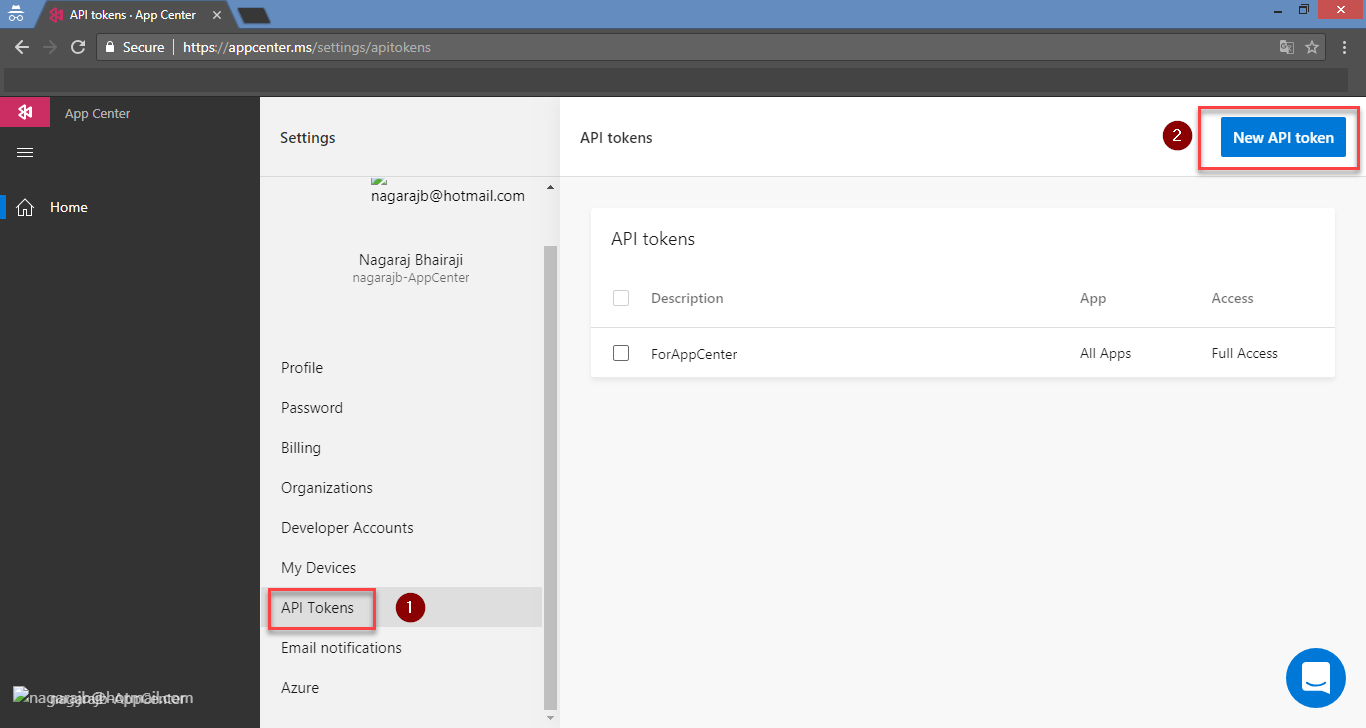 API tokens · App Center
Secure
https://appcenter.ms/settings/apitokens
App Center
Home
Settings
nagarajb@hotmail.com
Nagaraj Bhairaji
nagarajb-AppCenter
Profile
Password
Billing
Organizations
Developer Accounts
My Devices
API Tokens
1
Email notifications
Azure
API tokens
2
New API token
API tokens
Description App Access
ForAppCenter All Apps Full Access
nagarajb@hotmail.com
nagarajb-AppCenter